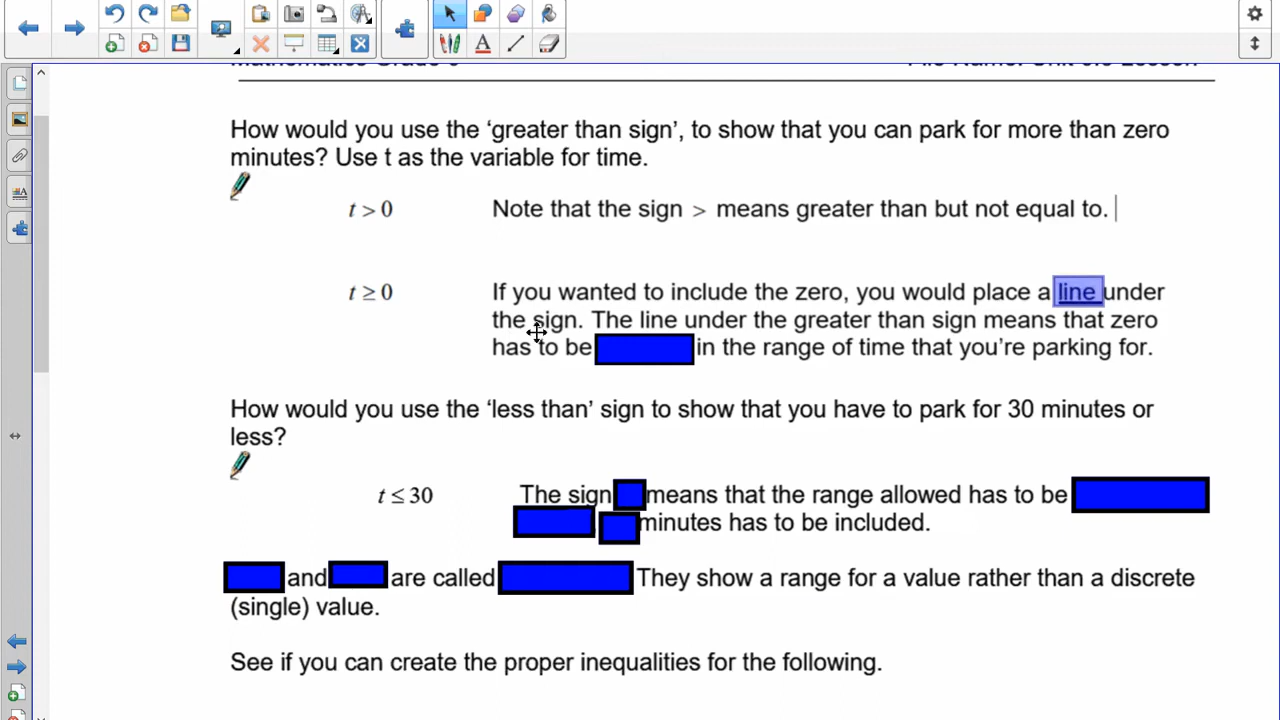 How would you use the ‘greater than sign’, to show that you can park for more than zero
minutes? Use t as the variable for time.
t > 0 Note that the sign > means greater than but not equal to.
t ≥ 0 If you wanted to include the zero, you would place a line under
the sign. The line under the greater than sign means that zero
has to be in the range of time that you’re parking for.
How would you use the ‘less than’ sign to show that you have to park for 30 minutes or
less?
t ≤ 30 The sign means that the range allowed has to be
minutes has to be included.
and are called They show a range for a value rather than a discrete
(single) value.
See if you can create the proper inequalities for the following.